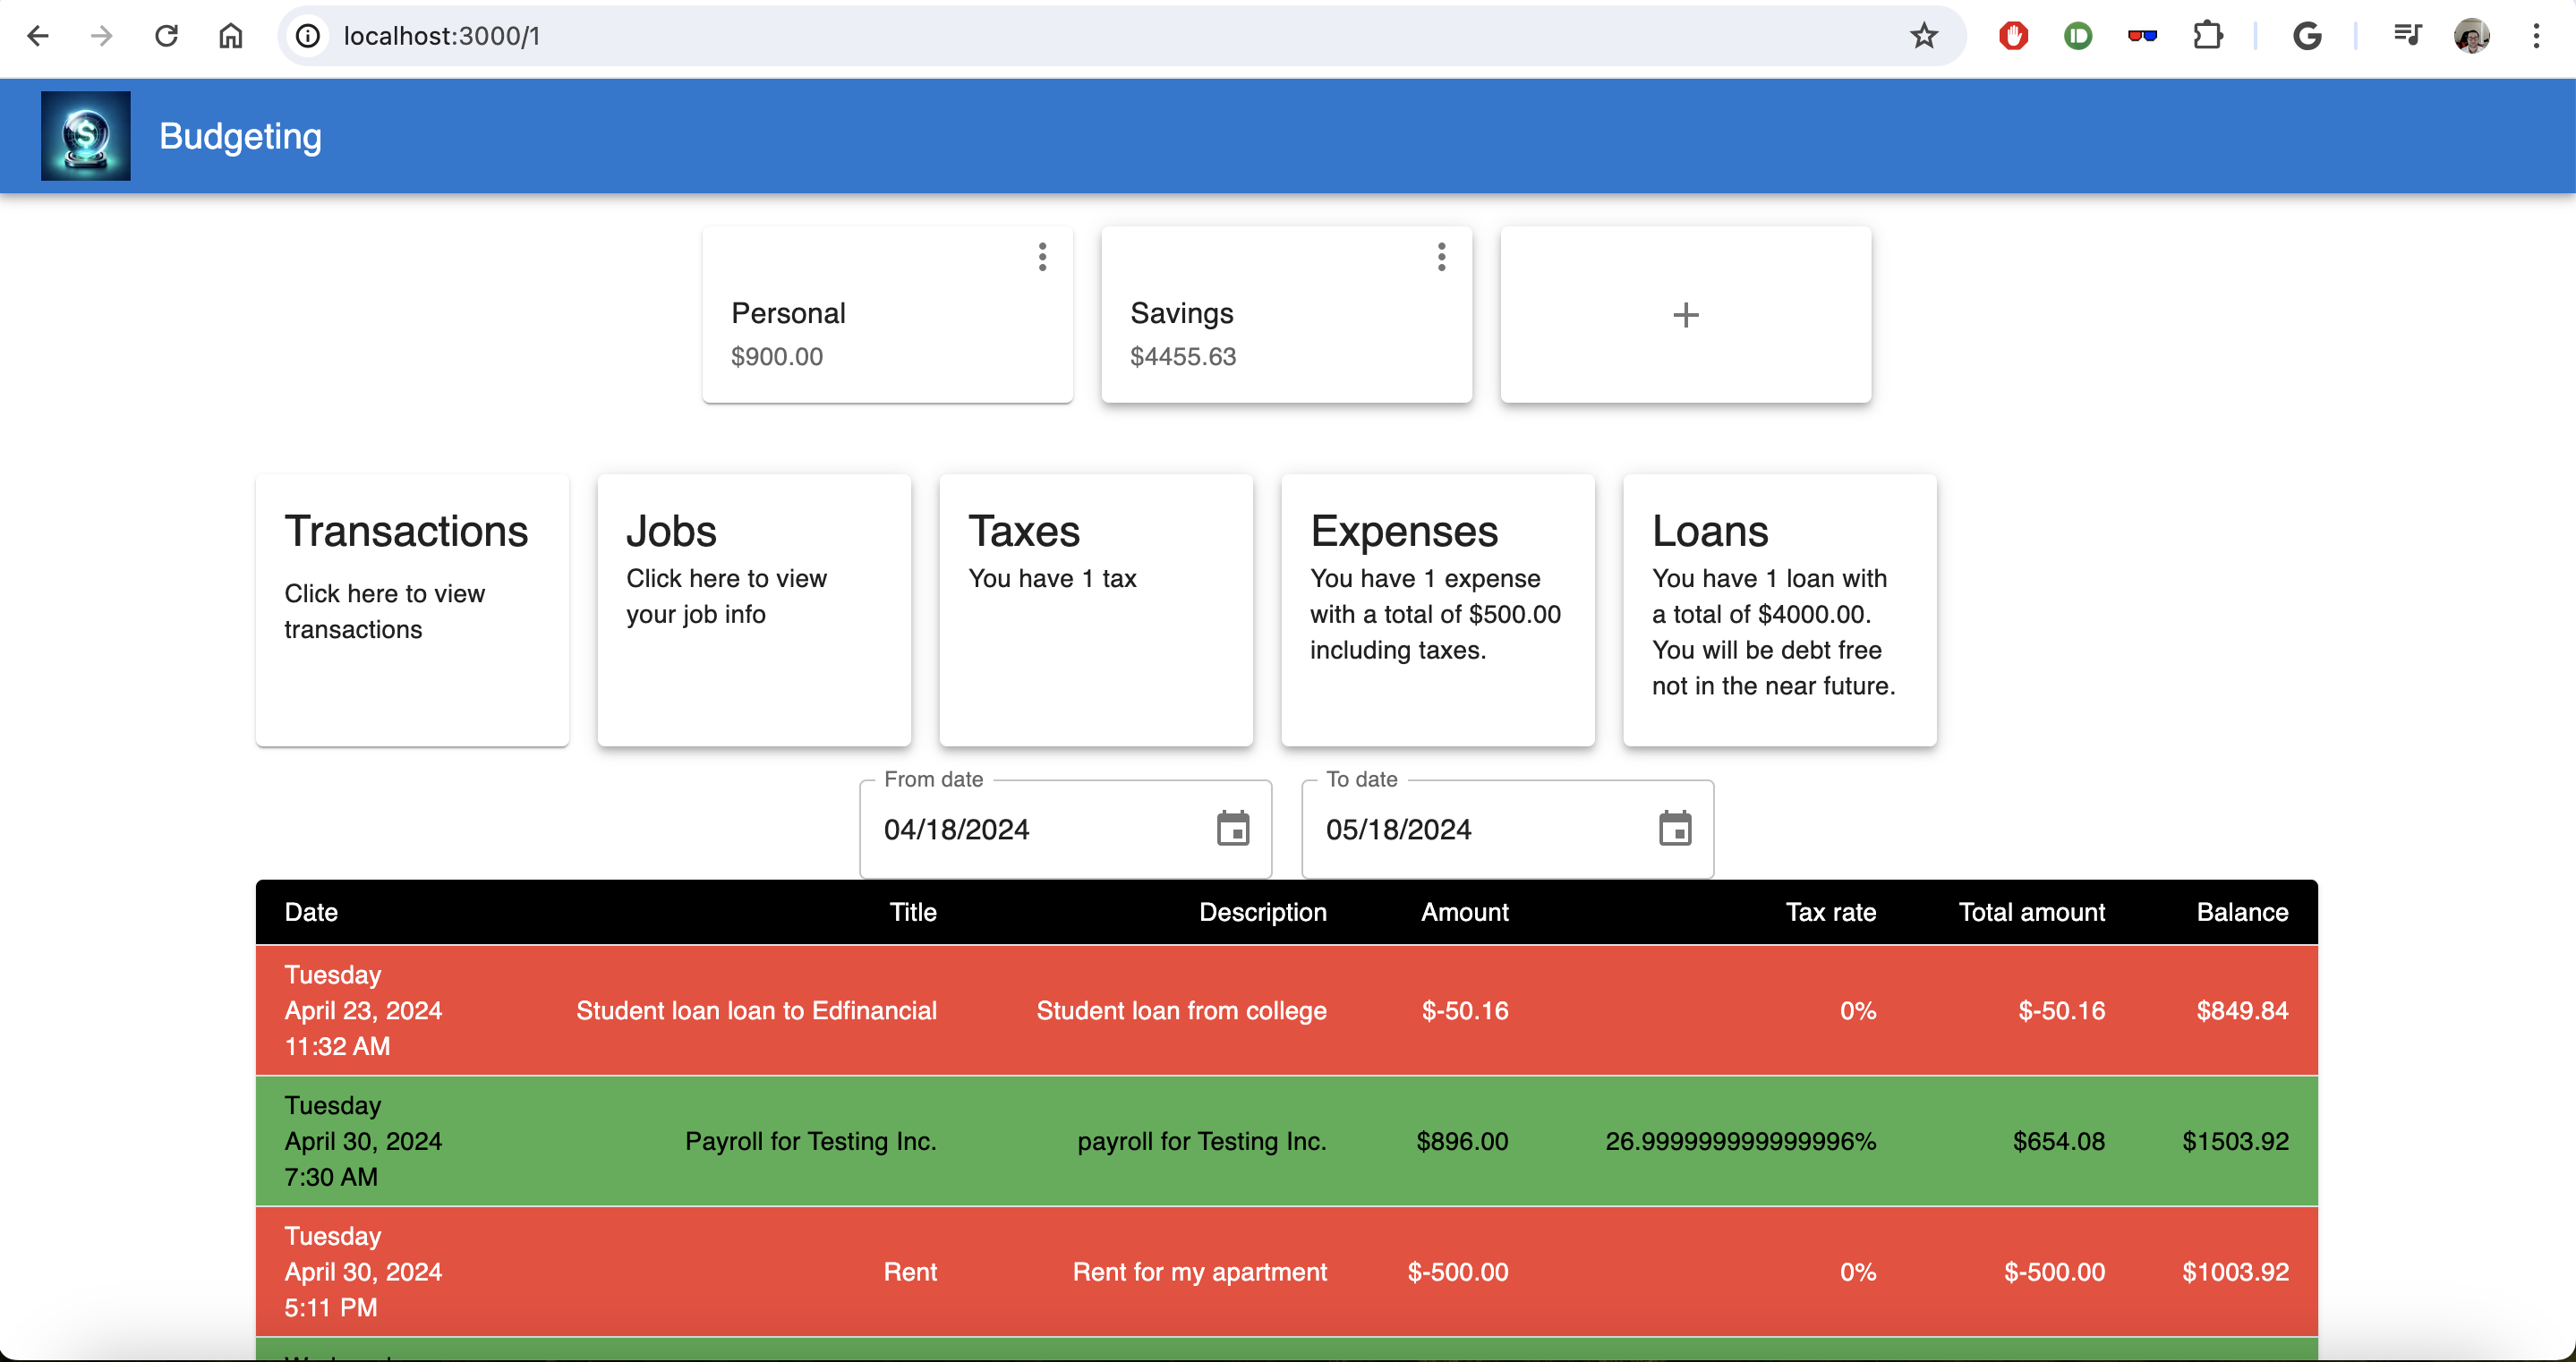 localhost:3000/1
$
Budgeting
Personal
$900.00
Savings
$4455.63
Transactions
Click here to view
transactions
Jobs
Click here to view
your job info
Taxes
You have 1 tax
Expenses
You have 1 expense
with a total of $500.00
including taxes.
Loans
You have 1 loan with
a total of $4000.00.
You will be debt free
not in the near future.
From date
04/18/2024
To date
05/18/2024
Date Title Description Amount Tax rate Total amount Balance
Tuesday
April 23, 2024 Student loan loan to Edfinancial Student loan from college $-50.16 0% $-50.16 $849.84
11:32 AM
Tuesday
April 30, 2024 Payroll for Testing Inc. payroll for Testing Inc. $896.00 26.999999999999996% $654.08 $1503.92
7:30 AM
Tuesday
April 30, 2024 Rent Rent for my apartment $-500.00 0% $-500.00 $1003.92
5:11 PM